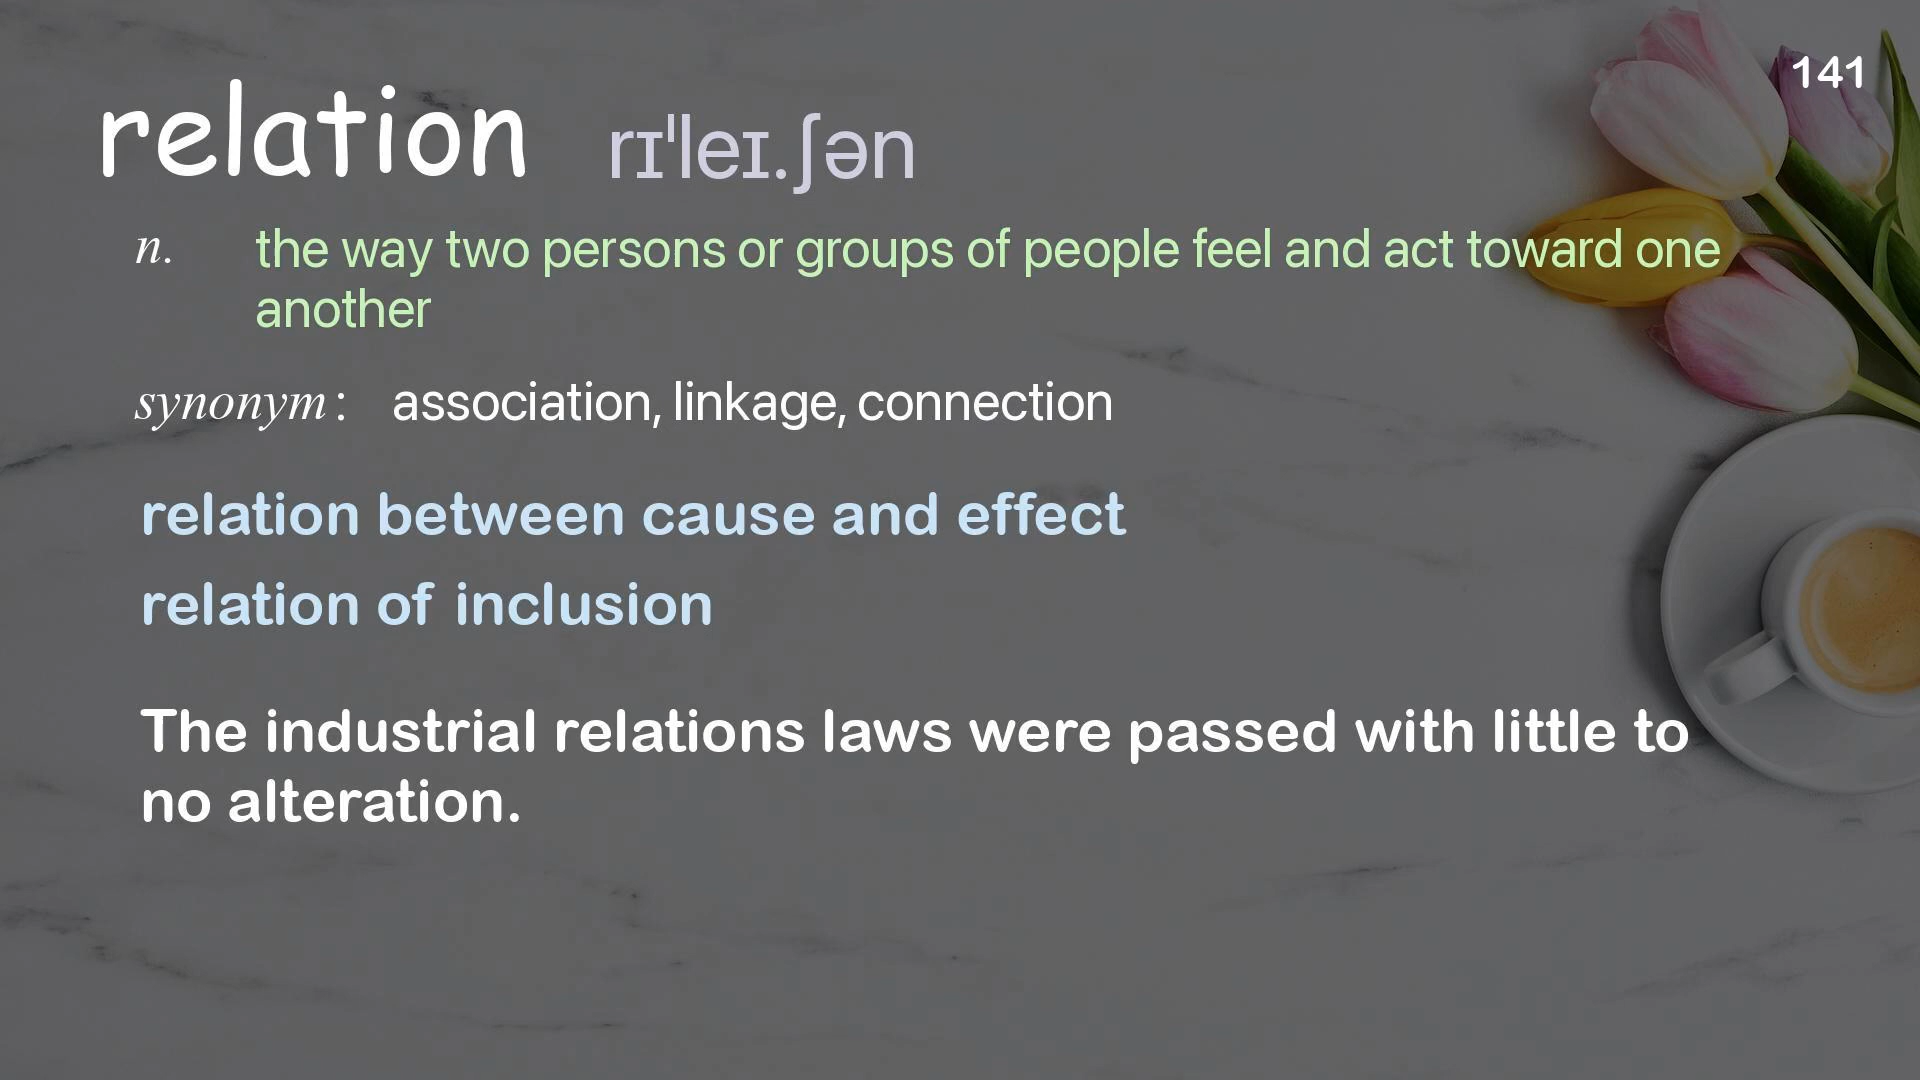 141
relation rɪˈleɪ.ʃən
n. the way two persons or groups of people feel and act toward one
another
synonym: association, linkage, connection
relation between cause and effect
relation of inclusion
The industrial relations laws were passed with little to
no alteration.